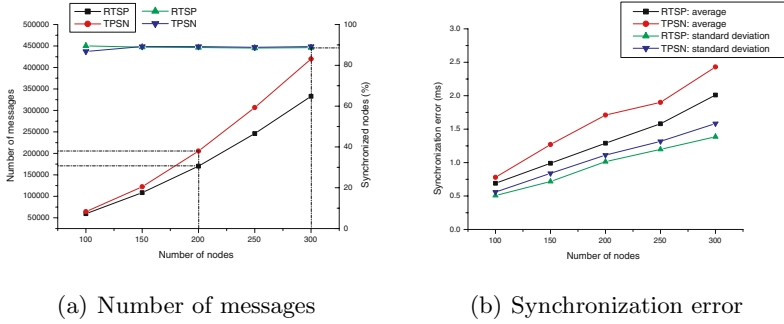 RTSP RTSP
TPSN TPSN
500000
450000
400000
350000
300000
250000
200000
150000
100000
50000
Number of messages
100
80
60
40
20
0
Synchronized nodes (%)
100 150 200 250 300
Number of nodes
(a) Number of messages
RTSP: average
TPSN: average
RTSP: standard deviation
TPSN: standard deviation
3.0
2.5
2.0
1.5
1.0
0.5
0.0
Synchronization error (ms)
100 150 200 250 300
Number of nodes
(b) Synchronization error